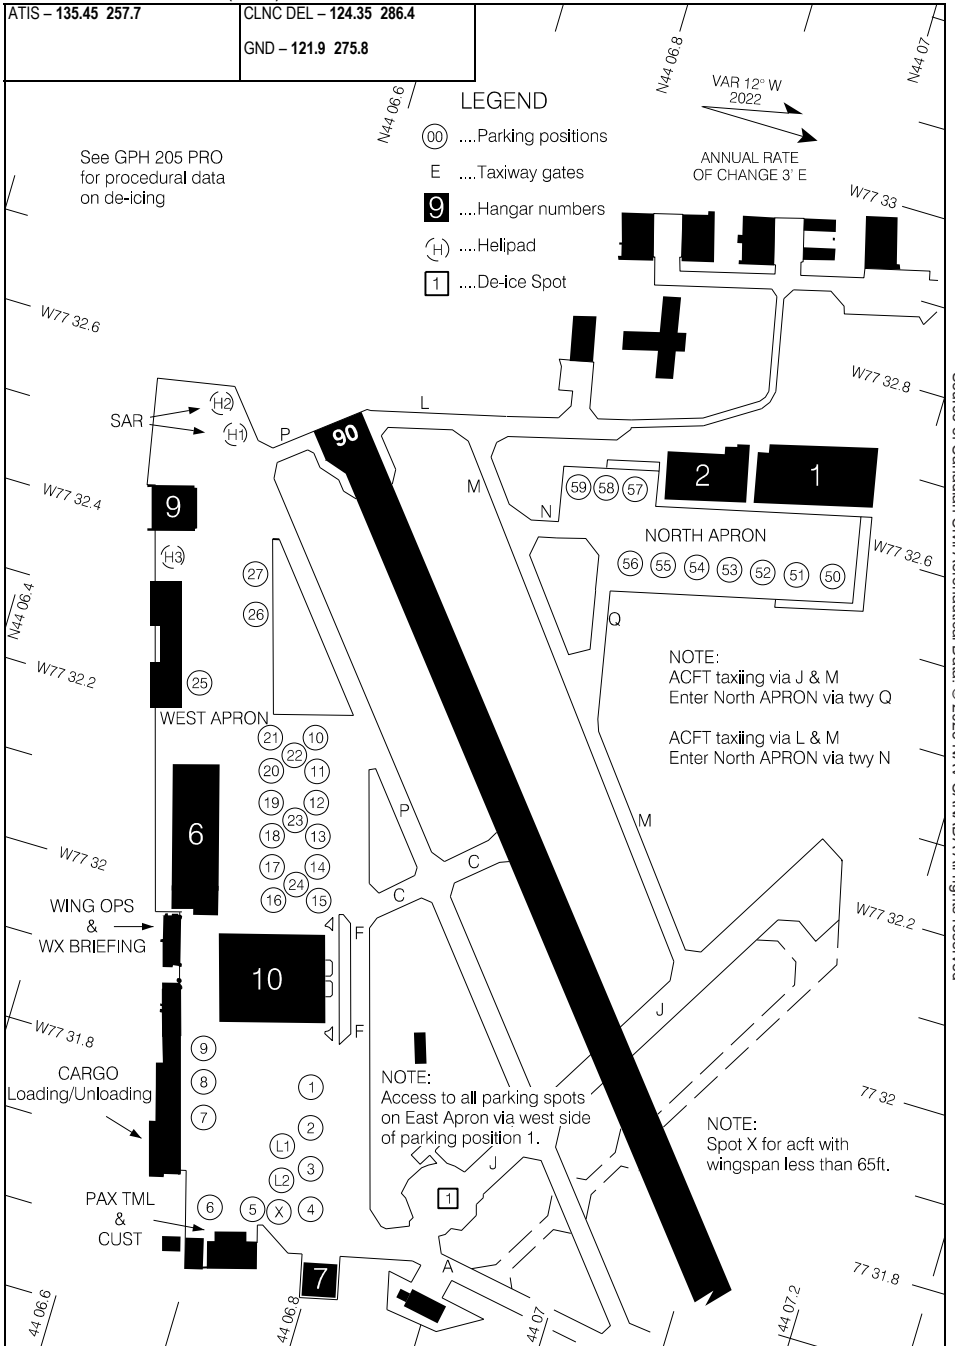 ATIS – 135.45 257.7
CLNC DEL – 124.35 286.4
GND – 121.9 275.8
N44 06.6
N44 06.8
N44 07
LEGEND
00 ....Parking positions
E ....Taxiway gates
9 ....Hangar numbers
H ....Helipad
1 ....De-ice Spot
VAR 12° W
2022
ANNUAL RATE
OF CHANGE 3' E
See GPH 205 PRO
for procedural data
on de-icing
W77 33
W77 32.6
W77 32.8
SAR
H2
H1
P
90
L
M
N
59 58 57
2
1
NORTH APRON
56 55 54 53 52 51 50
W77 32.4
W77 32.6
9
H3
27
26
N44 06.4
Q
W77 32.2
25
WEST APRON
NOTE:
ACFT taxiing via J & M
Enter North APRON via twy Q
ACFT taxiing via L & M
Enter North APRON via twy N
21 10
22
20 11
19 12
23
18 13
17 14
24
16 15
6
P
C
C
M
W77 32
W77 32.2
WING OPS
&
WX BRIEFING
10
F
F
J
W77 31.8
CARGO
Loading/Unloading
9
8
7
1
2
L1
3
L2
6 5 X 4
NOTE:
Access to all parking spots
on East Apron via west side
of parking position 1.
J
1
77 32
NOTE:
Spot X for acft with
wingspan less than 65ft.
PAX TML
&
CUST
7
A
77 31.8
44 06.6
44 06.8
44 07
44 07.2